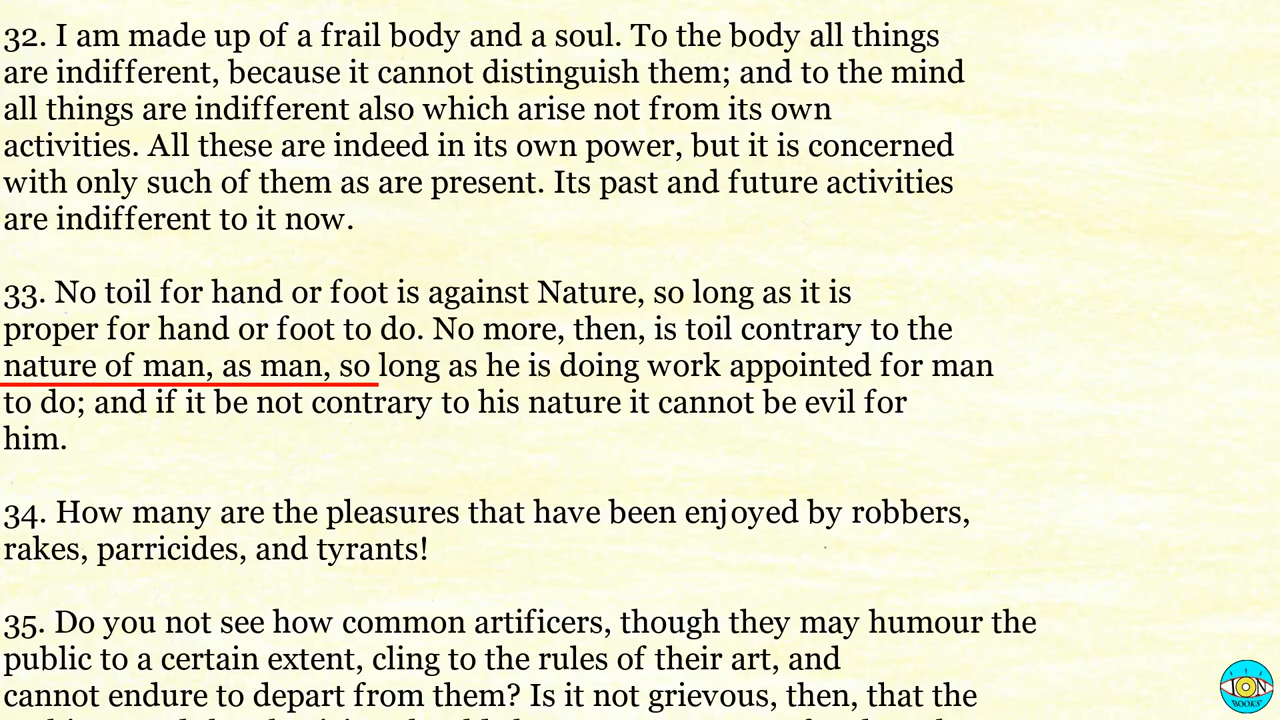 32. I am made up of a frail body and a soul. To the body all things
are indifferent, because it cannot distinguish them; and to the mind
all things are indifferent also which arise not from its own
activities. All these are indeed in its own power, but it is concerned
with only such of them as are present. Its past and future activities
are indifferent to it now.
33. No toil for hand or foot is against Nature, so long as it is
proper for hand or foot to do. No more, then, is toil contrary to the
nature of man, as man, so long as he is doing work appointed for man
to do; and if it be not contrary to his nature it cannot be evil for
him.
34. How many are the pleasures that have been enjoyed by robbers,
rakes, parricides, and tyrants!
35. Do you not see how common artificers, though they may humour the
public to a certain extent, cling to the rules of their art, and
cannot endure to depart from them? Is it not grievous, then, that the
ION
BOOKS